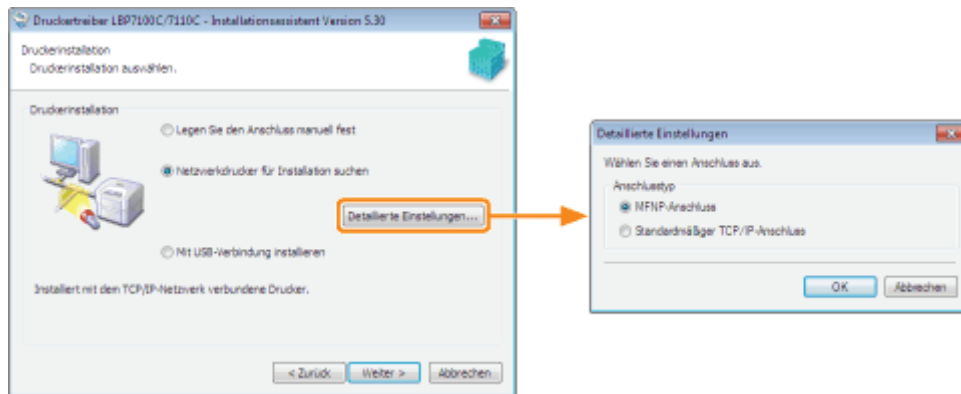 Druckertreiber LBP7100C/7110C - Installationsassistent Version 5.30
Druckerinstallation
Druckerinstallation auswählen.
Druckerinstallation
Legen Sie den Anschluss manuell fest
Netzwerkdrucker für Installation suchen
Detaillierte Einstellungen...
Mit USB-Verbindung installieren
Installiert mit dem TCP/IP-Netzwerk verbundene Drucker.
< Zurück
Weiter >
Abbrechen
Detaillierte Einstellungen
Wählen Sie einen Anschluss aus.
Anschlusstyp
MFNP-Anschluss
Standardmäßger TCP/IP-Anschluss
OK
Abbrechen